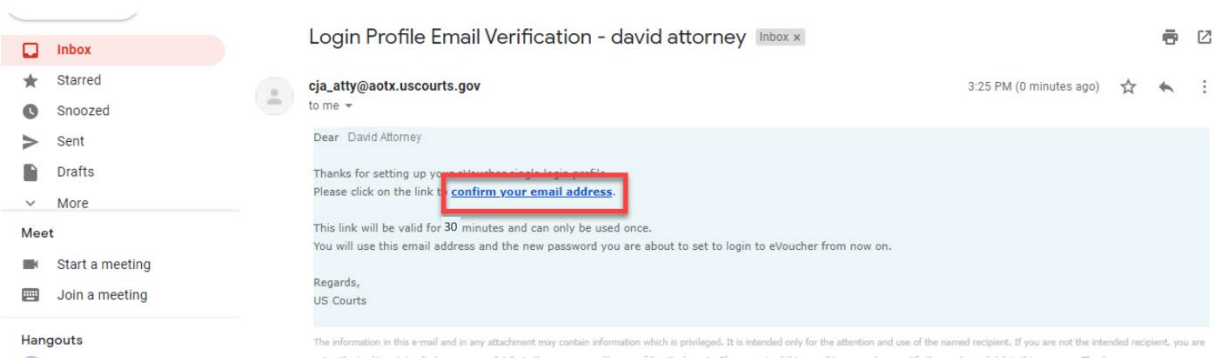 Login Profile Email Verification - david attorney Inbox x
Inbox
Starred
Snoozed
Sent
Drafts
More
Meet
Start a meeting
Join a meeting
Hangouts
cja_atty@aotx.uscourts.gov 3:25 PM (0 minutes ago)
to me
Dear David Attorney
Thanks for setting up your eVoucher single login profile.
Please click on the link to confirm your email address.
This link will be valid for 30 minutes and can only be used once.
You will use this email address and the new password you are about to set to login to eVoucher from now on.
Regards,
US Courts
The information in this e-mail and in any attachment may contain information which is privileged. It is intended only for the attention and use of the named recipient. If you are not the intended recipient, you are